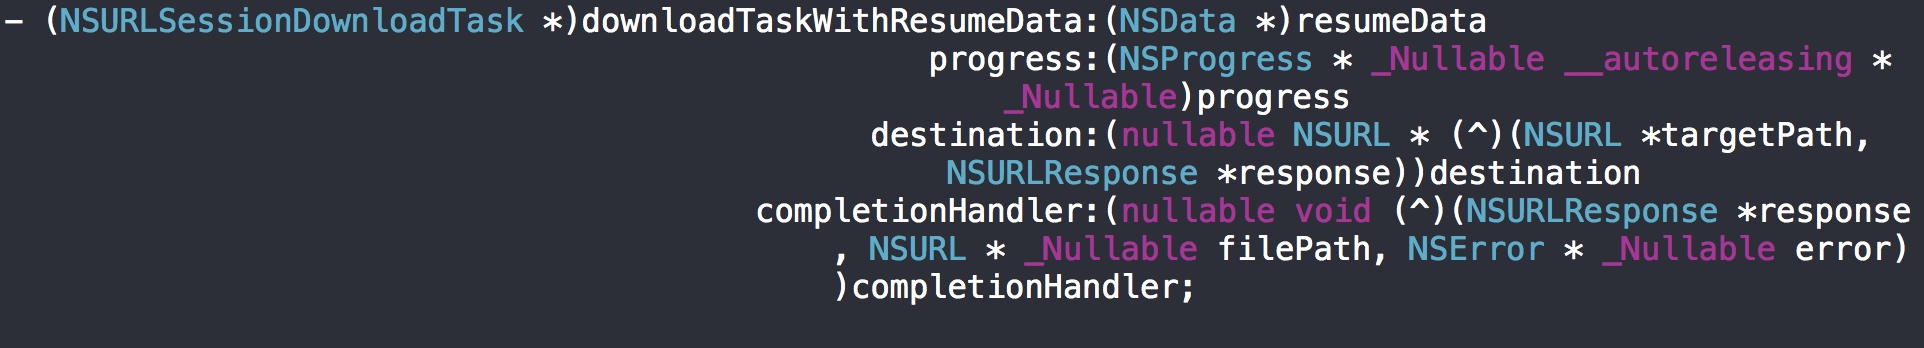 - (NSURLSessionDownloadTask *)downloadTaskWithResumeData:(NSData *)resumeData
progress:(NSProgress * _Nullable __autoreleasing *
_Nullable)progress
destination:(nullable NSURL * (^)(NSURL *targetPath,
NSURLResponse *response))destination
completionHandler:(nullable void (^)(NSURLResponse *response
, NSURL * _Nullable filePath, NSError * _Nullable error)
)completionHandler;